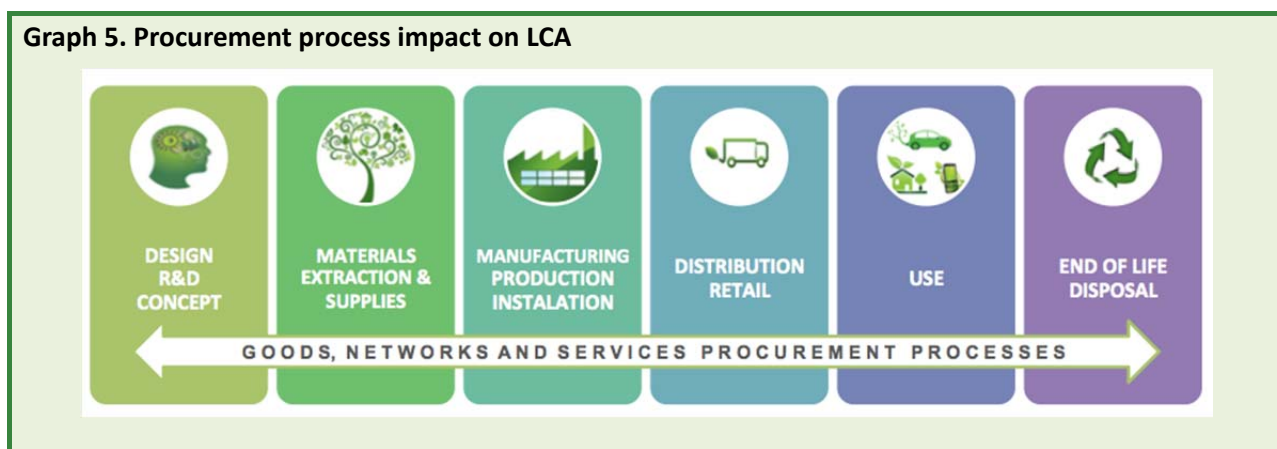 Graph 5. Procurement process impact on LCA
DESIGN
R&D
CONCEPT
MATERIALS
EXTRACTION &
SUPPLIES
MANUFACTURING
PRODUCTION
INSTALATION
DISTRIBUTION
RETAIL
USE
END OF LIFE
DISPOSAL
GOODS, NETWORKS AND SERVICES PROCUREMENT PROCESSES